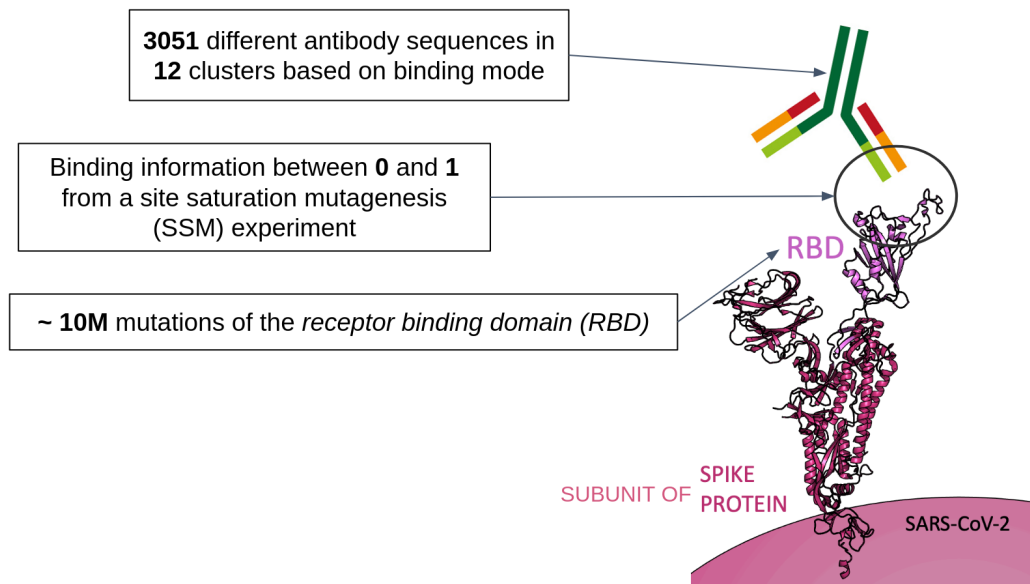 3051 different antibody sequences in
12 clusters based on binding mode
Binding information between 0 and 1
from a site saturation mutagenesis
(SSM) experiment
RBD
~ 10M mutations of the receptor binding domain (RBD)
SUBUNIT OF SPIKE
PROTEIN
SARS-CoV-2